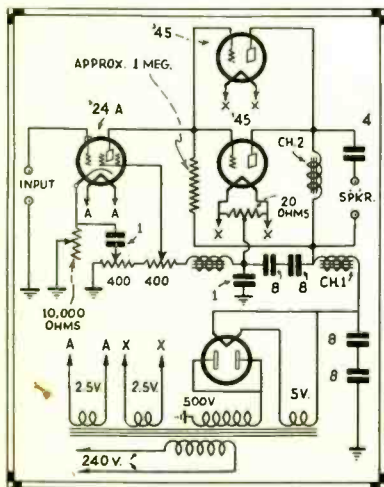 '45
APPROX. 1 MEG.
'24 A
'45
CH.2
4
INPUT
A A
X X
20
OHMS
SPKR.
X X
1
400 400
1
8
8
CH.1
10,000
OHMS
8
8
A A X X
2.5V. 2.5V.
500V
5V.
240 V.